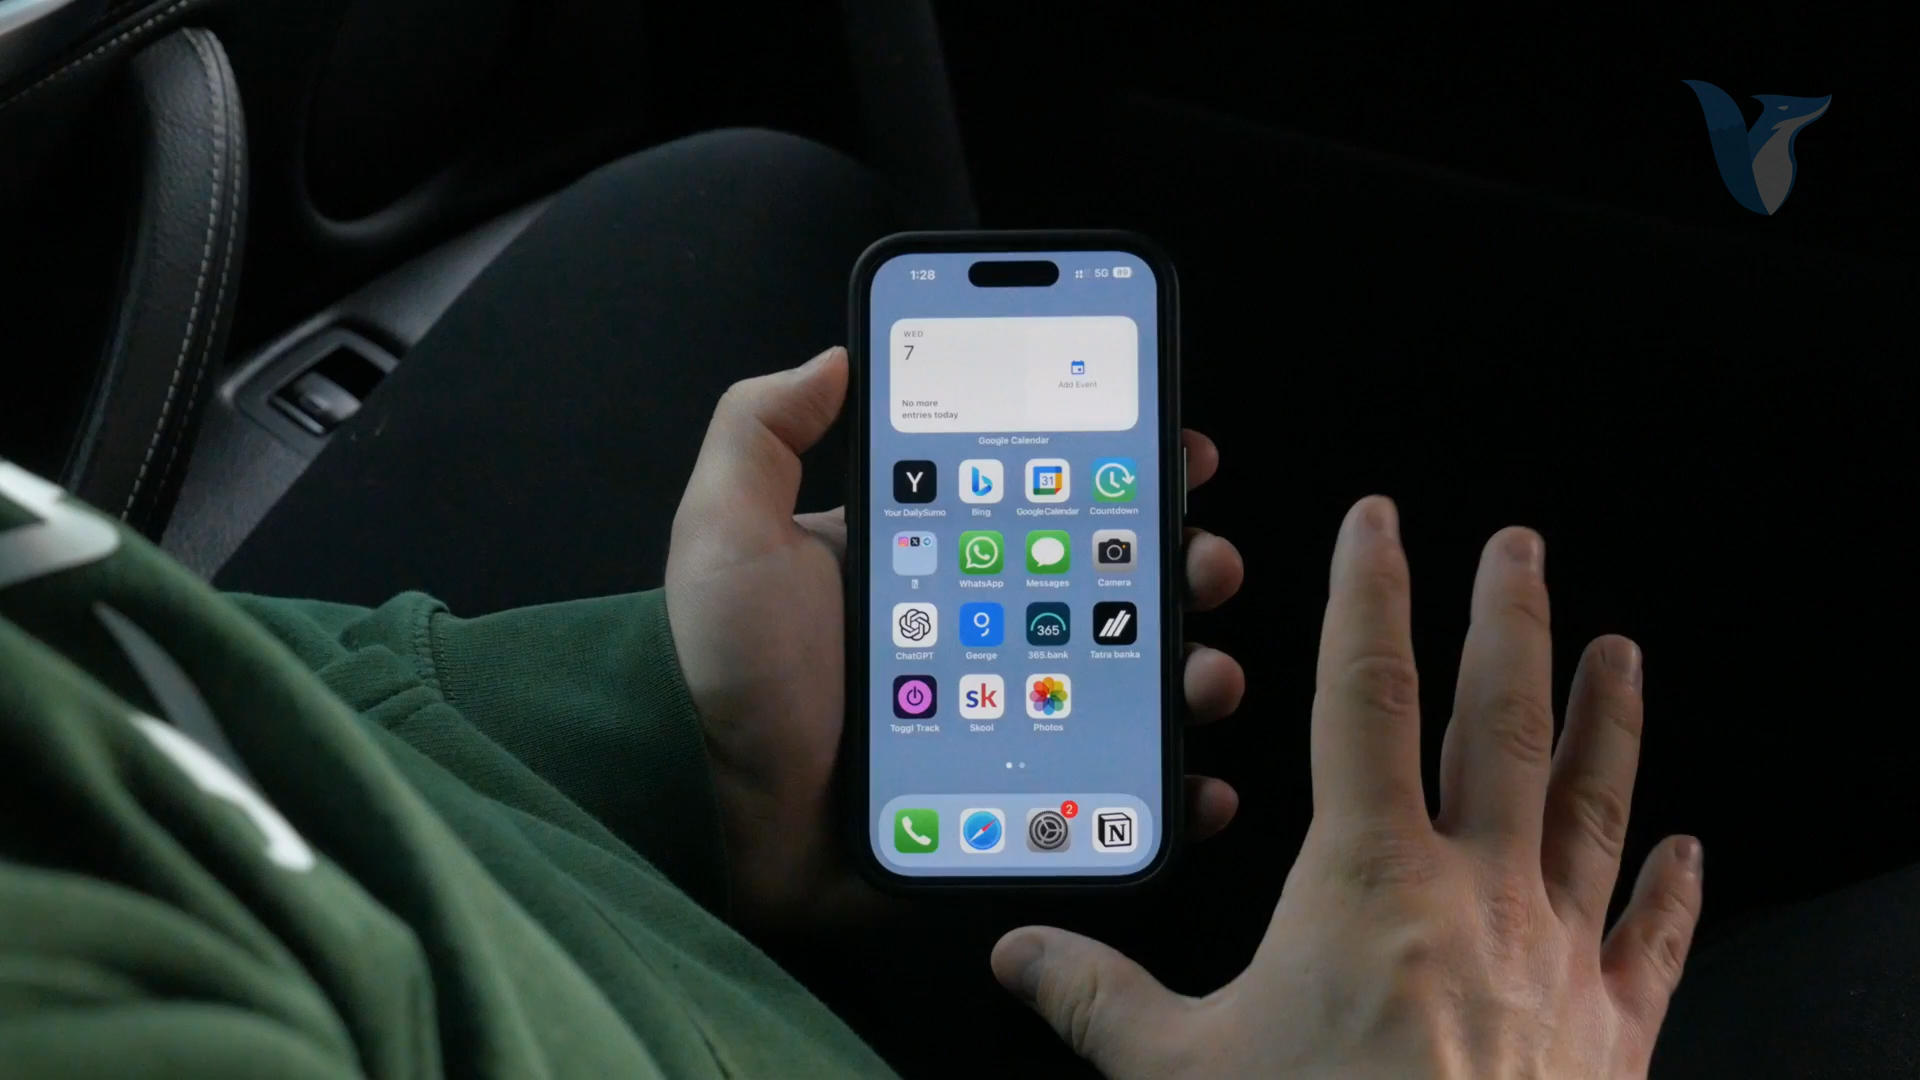 1:28
5G 89
WED
7
Add Event
No more
entries today
Google Calendar
Y
31
Your DailySumo
Bing
Google Calendar
Countdown
WhatsApp
Messages
Camera
365
ChatGPT
George
365.bank
Tatra banka
sk
Toggl Track
Skool
Photos
2
N